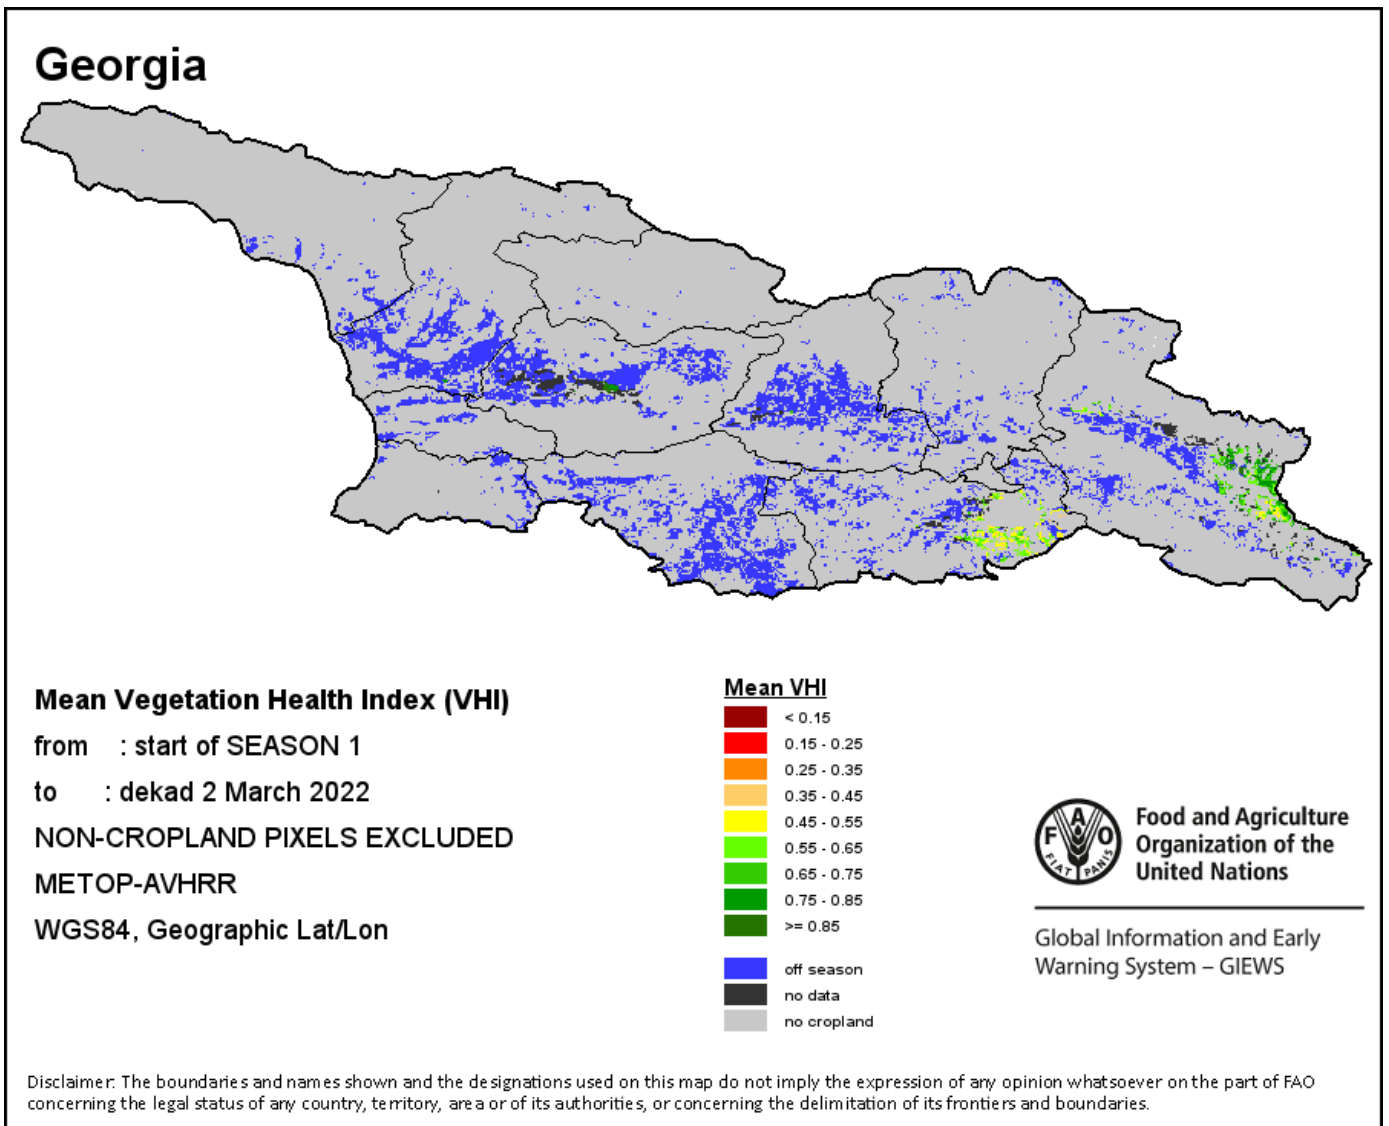 Georgia
Mean Vegetation Health Index (VHI)
from : start of SEASON 1
to : dekad 2 March 2022
NON-CROPLAND PIXELS EXCLUDED
METOP-AVHRR
WGS84, Geographic Lat/Lon
Mean VHI
< 0.15
0.15 - 0.25
0.25 - 0.35
0.35 - 0.45
0.45 - 0.55
0.55 - 0.65
0.65 - 0.75
0.75 - 0.85
>= 0.85
off season
no data
no cropland
F A O
FIAT PANIS
Food and Agriculture
Organization of the
United Nations
Global Information and Early
Warning System – GIEWS
Disclaimer: The boundaries and names shown and the designations used on this map do not imply the expression of any opinion whatsoever on the part of FAO
concerning the legal status of any country, territory, area or of its authorities, or concerning the delimitation of its frontiers and boundaries.